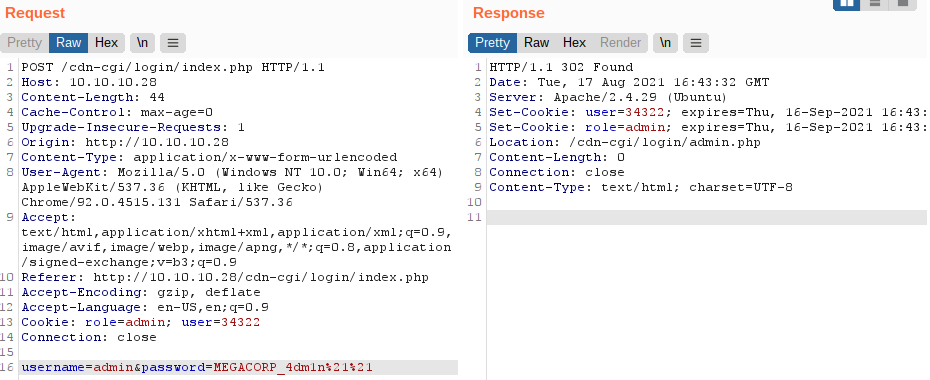 Request
Pretty Raw Hex \n
1 POST /cdn-cgi/login/index.php HTTP/1.1
2 Host: 10.10.10.28
3 Content-Length: 44
4 Cache-Control: max-age=0
5 Upgrade-Insecure-Requests: 1
6 Origin: http://10.10.10.28
7 Content-Type: application/x-www-form-urlencoded
8 User-Agent: Mozilla/5.0 (Windows NT 10.0; Win64; x64)
AppleWebKit/537.36 (KHTML, like Gecko)
Chrome/92.0.4515.131 Safari/537.36
9 Accept:
text/html,application/xhtml+xml,application/xml;q=0.9,
image/avif,image/webp,image/apng,*/*;q=0.8,application
/signed-exchange;v=b3;q=0.9
10 Referer: http://10.10.10.28/cdn-cgi/login/index.php
11 Accept-Encoding: gzip, deflate
12 Accept-Language: en-US,en;q=0.9
13 Cookie: role=admin; user=34322
14 Connection: close
15
16 username=admin&password=MEGACORP_4dm1n%21%21
Response
Pretty Raw Hex Render \n
1 HTTP/1.1 302 Found
2 Date: Tue, 17 Aug 2021 16:43:32 GMT
3 Server: Apache/2.4.29 (Ubuntu)
4 Set-Cookie: user=34322; expires=Thu, 16-Sep-2021 16:43:
5 Set-Cookie: role=admin; expires=Thu, 16-Sep-2021 16:43:
6 Location: /cdn-cgi/login/admin.php
7 Content-Length: 0
8 Connection: close
9 Content-Type: text/html; charset=UTF-8
10
11